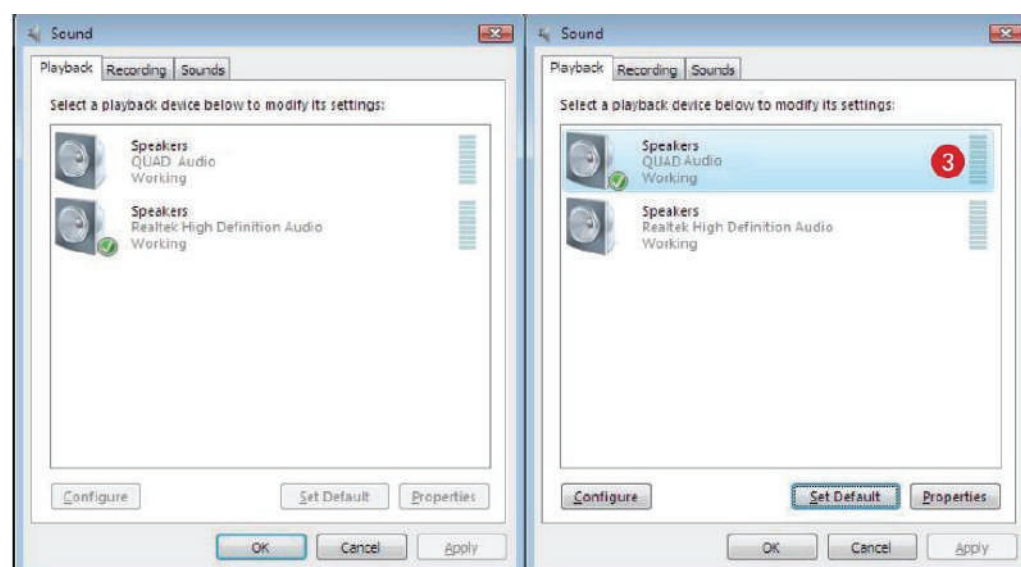 Sound
Playback
Recording
Sounds
Select a playback device below to modify its settings:
Speakers
QUAD Audio
Working
Speakers
Realtek High Definition Audio
Working
Configure
Set Default
Properties
OK
Cancel
Apply
Sound
Playback
Recording
Sounds
Select a playback device below to modify its settings:
Speakers
QUAD Audio
Working
3
Speakers
Realtek High Definition Audio
Working
Configure
Set Default
Properties
OK
Cancel
Apply